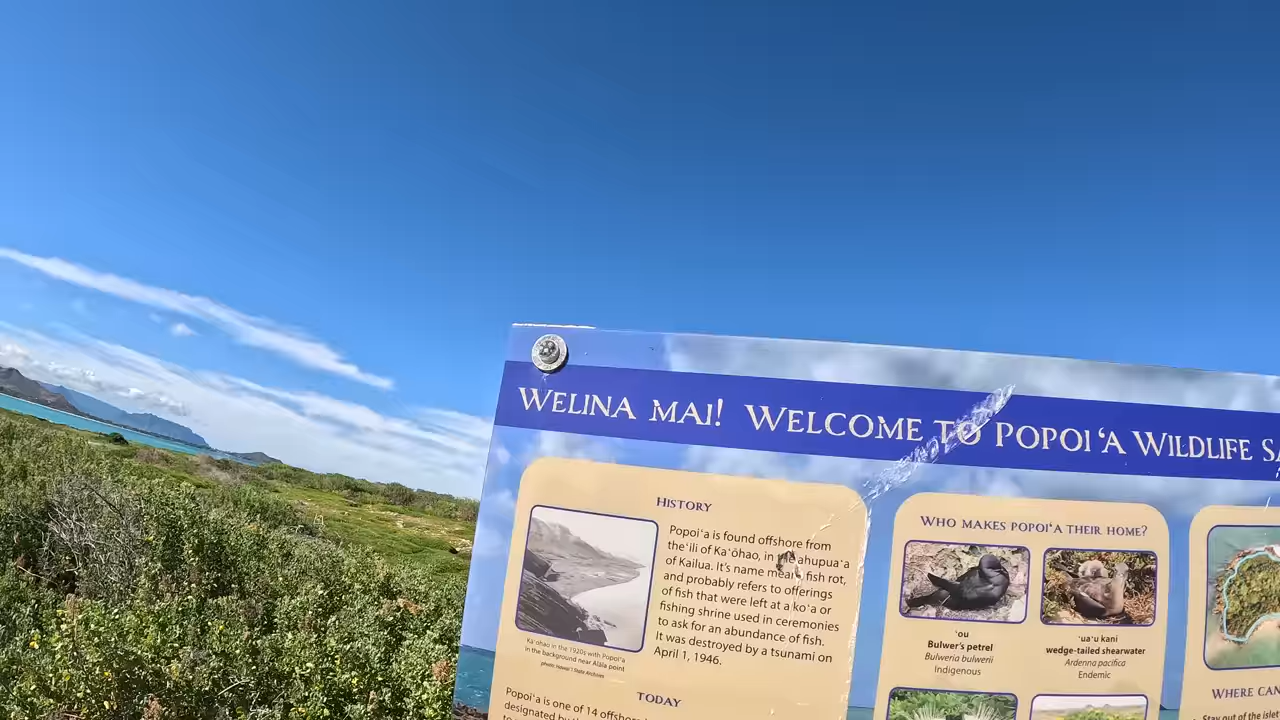 WELINA MAI! WELCOME TO POPOI‘A WILDLIFE
HISTORY
Popoi‘a is found offshore from
the ‘ili of Ka‘ōhao, in
of Kailua. It's name means fish rot,
and probably refers to offerings
of fish that were left at a ko‘a or
fishing shrine used in ceremonies
to ask for an abundance of fish.
It was destroyed by a tsunami on
April 1, 1946.
Ka‘ōhao in the 1920s with Popoi‘a
in the background near Alāla point
photo: Hawai‘i State Archives
TODAY
Popoi‘a is one of 14 offshore
designated by
WHO MAKES POPOI‘A THEIR HOME?
‘ou
Bulwer's petrel
Bulweria bulwerii
Indigenous
‘ua‘u kani
wedge-tailed shearwater
Ardenna pacifica
Endemic
WHERE CAN
Stay out of the islet